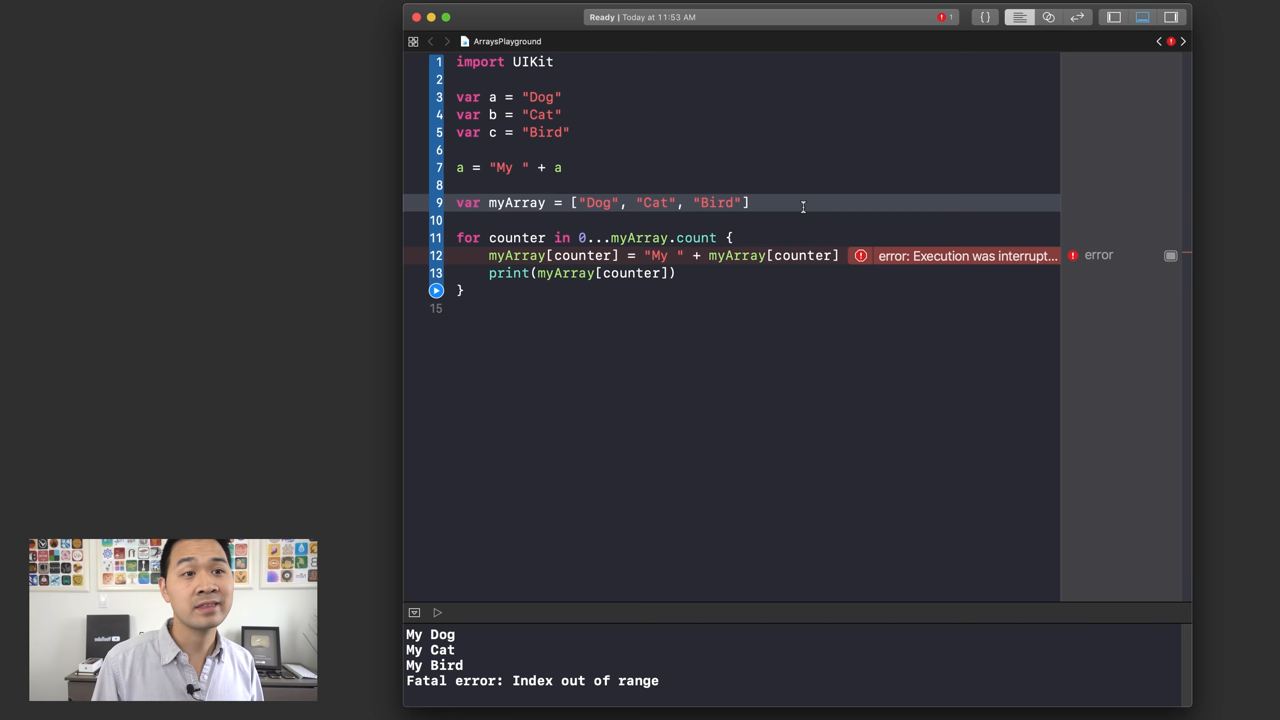 Ready | Today at 11:53 AM
1
{}
ArraysPlayground
1 import UIKit
2
3 var a = "Dog"
4 var b = "Cat"
5 var c = "Bird"
6
7 a = "My " + a
8
9 var myArray = ["Dog", "Cat", "Bird"]
10
11 for counter in 0...myArray.count {
12 myArray[counter] = "My " + myArray[counter] error: Execution was interrupt... error
13 print(myArray[counter])
}
15
YouTube
My Dog
My Cat
My Bird
Fatal error: Index out of range